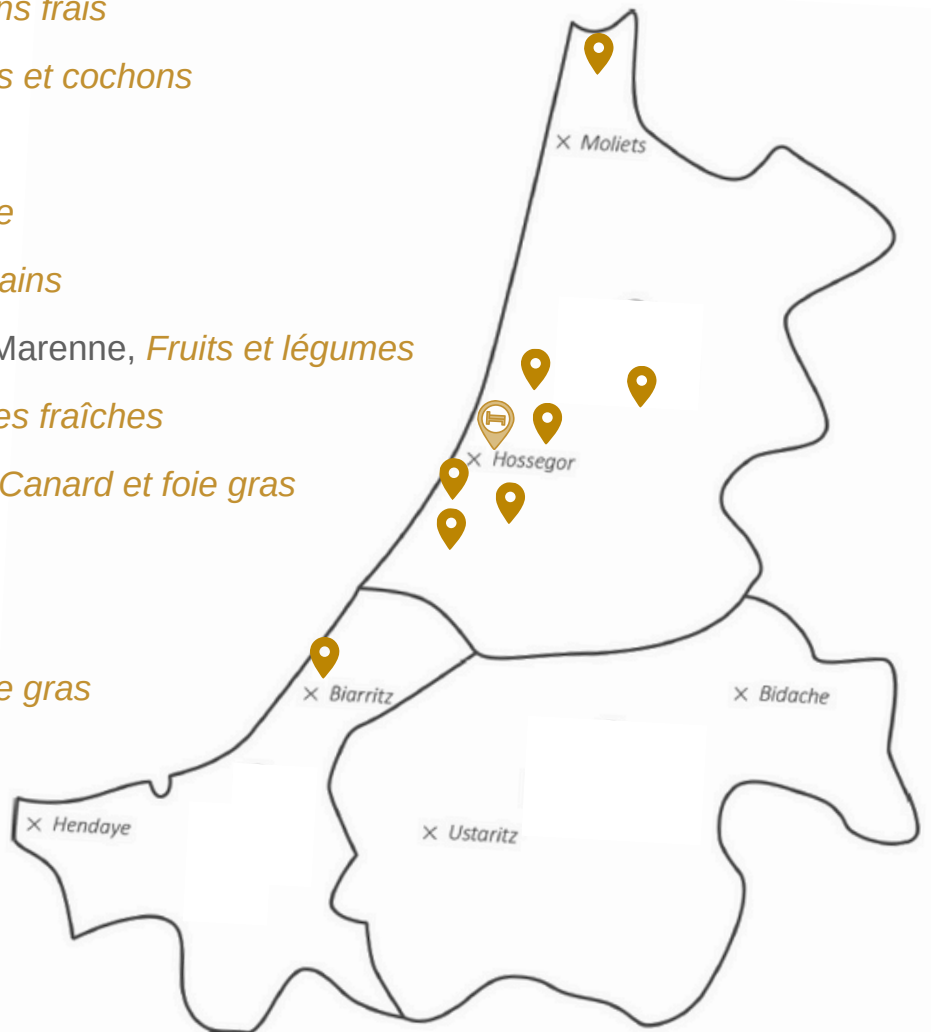 ns frais
s et cochons
e
ains
Marenne, Fruits et légumes
es fraîches
Canard et foie gras
e gras
Moliets
Hossegor
Biarritz
Bidache
Hendaye
Ustaritz